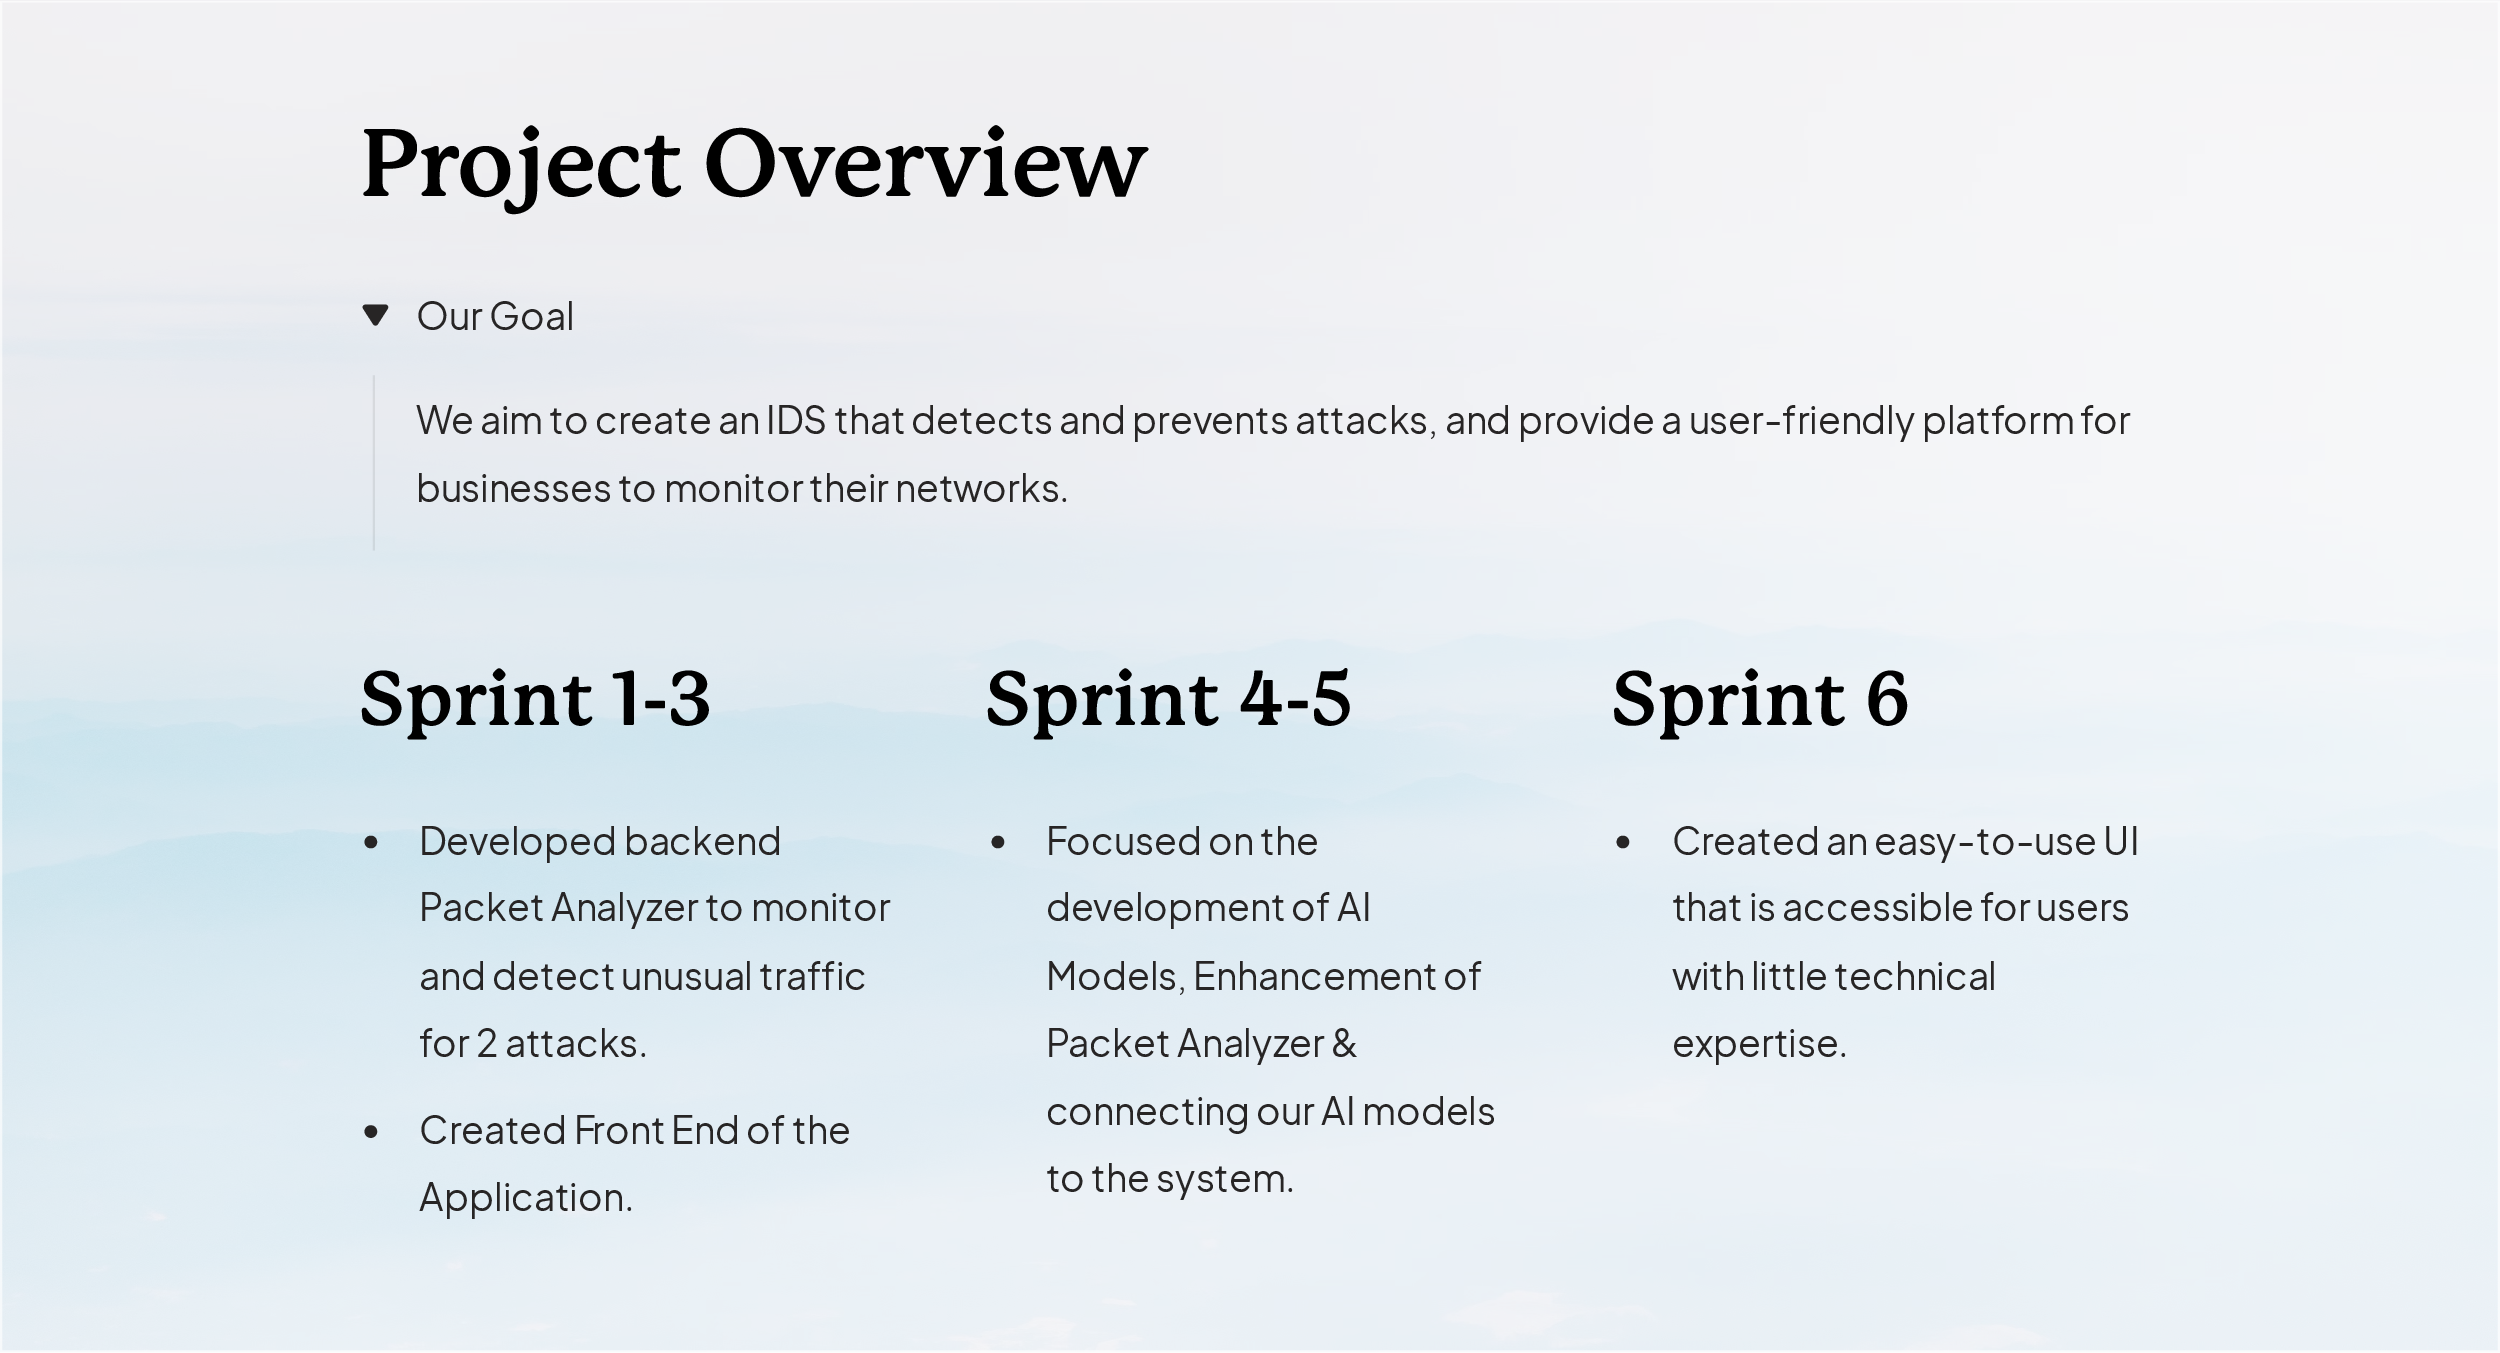 Project Overview
Our Goal
We aim to create an IDS that detects and prevents attacks, and provide a user-friendly platform for
businesses to monitor their networks.
Sprint 1-3
• Developed backend
Packet Analyzer to monitor
and detect unusual traffic
for 2 attacks.
• Created Front End of the
Application.
Sprint 4-5
• Focused on the
development of AI
Models, Enhancement of
Packet Analyzer &
connecting our AI models
to the system.
Sprint 6
• Created an easy-to-use UI
that is accessible for users
with little technical
expertise.